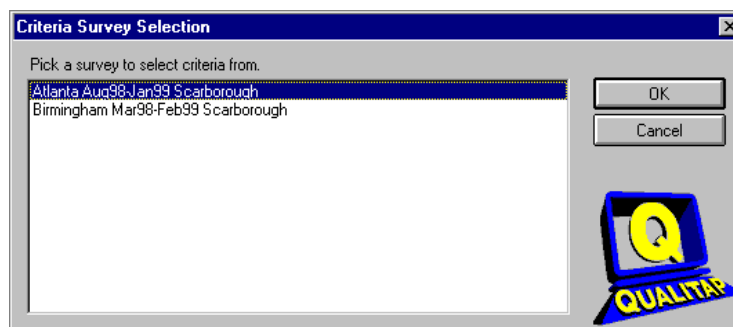 Criteria Survey Selection
Pick a survey to select criteria from.
Atlanta Aug98-Jan99 Scarborough
Birmingham Mar98-Feb99 Scarborough
OK
Cancel
Q
QUALITAP